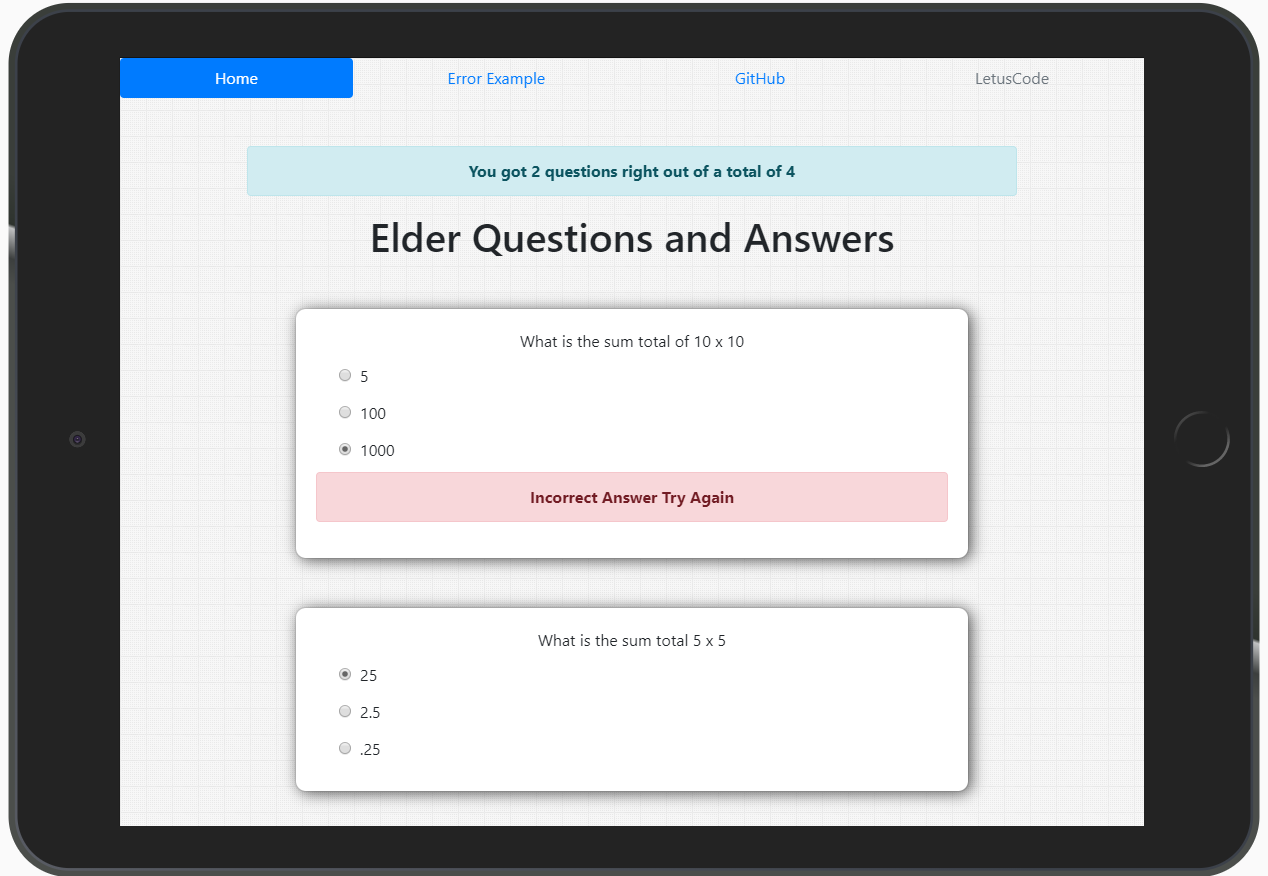 Home Error Example GitHub LetusCode
You got 2 questions right out of a total of 4
Elder Questions and Answers
What is the sum total of 10 x 10
5
100
1000
Incorrect Answer Try Again
What is the sum total 5 x 5
25
2.5
.25